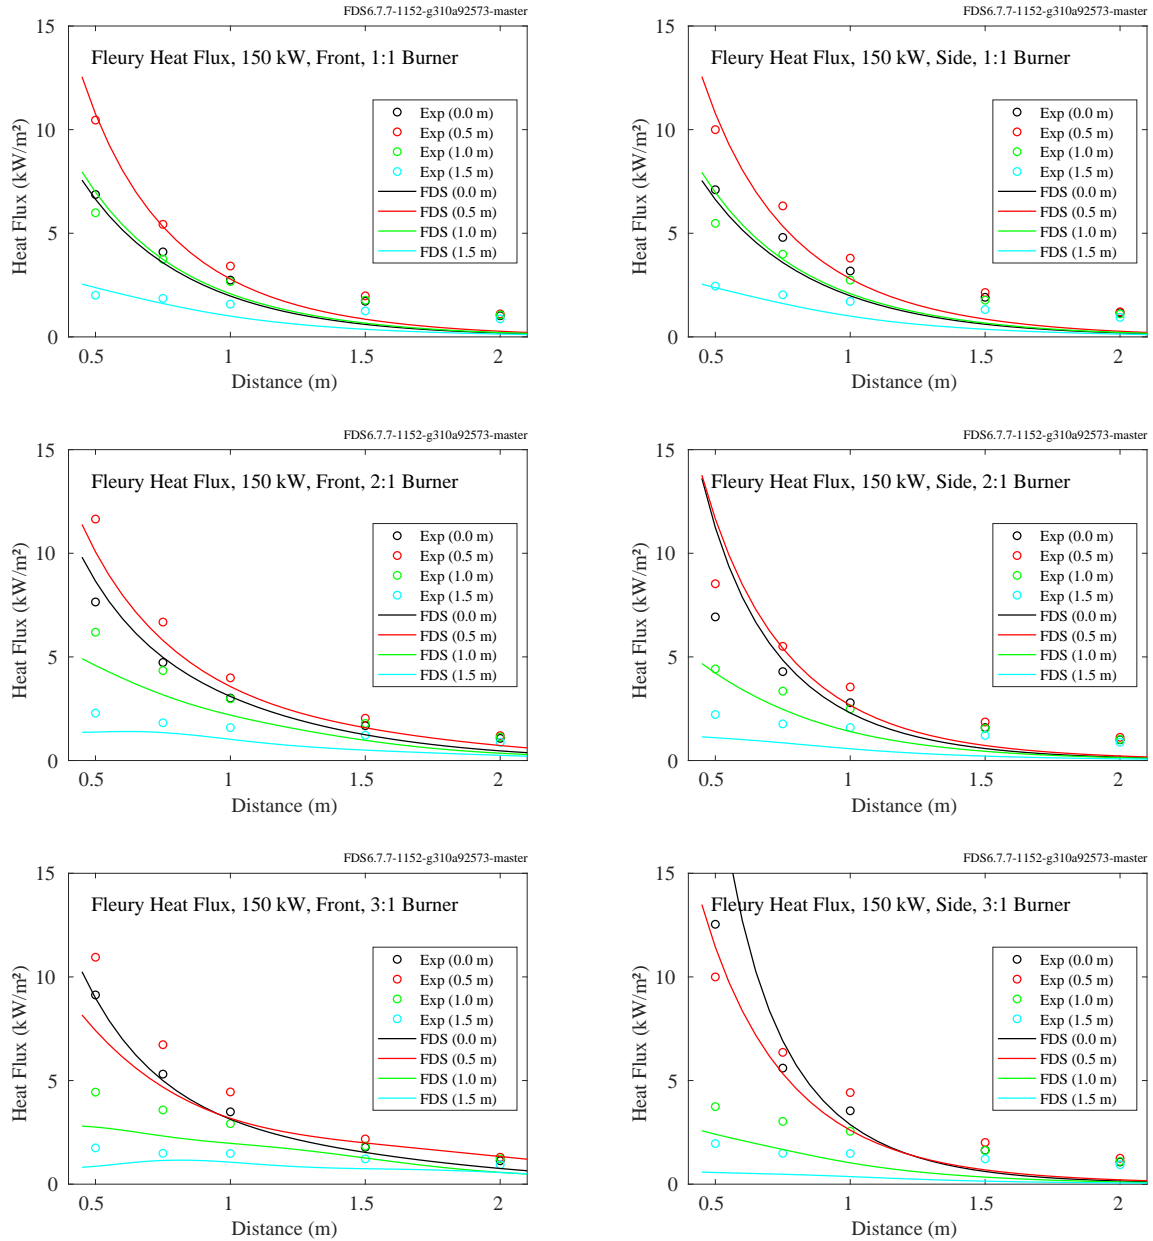 FDS6.7.7-1152-g310a92573-master
Fleury Heat Flux, 150 kW, Front, 1:1 Burner
15
10
5
0
Heat Flux (kW/m²)
Exp (0.0 m)
Exp (0.5 m)
Exp (1.0 m)
Exp (1.5 m)
FDS (0.0 m)
FDS (0.5 m)
FDS (1.0 m)
FDS (1.5 m)
0.5 1 1.5 2
Distance (m)
FDS6.7.7-1152-g310a92573-master
Fleury Heat Flux, 150 kW, Side, 1:1 Burner
15
10
5
0
Heat Flux (kW/m²)
Exp (0.0 m)
Exp (0.5 m)
Exp (1.0 m)
Exp (1.5 m)
FDS (0.0 m)
FDS (0.5 m)
FDS (1.0 m)
FDS (1.5 m)
0.5 1 1.5 2
Distance (m)
FDS6.7.7-1152-g310a92573-master
Fleury Heat Flux, 150 kW, Front, 2:1 Burner
15
10
5
0
Heat Flux (kW/m²)
Exp (0.0 m)
Exp (0.5 m)
Exp (1.0 m)
Exp (1.5 m)
FDS (0.0 m)
FDS (0.5 m)
FDS (1.0 m)
FDS (1.5 m)
0.5 1 1.5 2
Distance (m)
FDS6.7.7-1152-g310a92573-master
Fleury Heat Flux, 150 kW, Side, 2:1 Burner
15
10
5
0
Heat Flux (kW/m²)
Exp (0.0 m)
Exp (0.5 m)
Exp (1.0 m)
Exp (1.5 m)
FDS (0.0 m)
FDS (0.5 m)
FDS (1.0 m)
FDS (1.5 m)
0.5 1 1.5 2
Distance (m)
FDS6.7.7-1152-g310a92573-master
Fleury Heat Flux, 150 kW, Front, 3:1 Burner
15
10
5
0
Heat Flux (kW/m²)
Exp (0.0 m)
Exp (0.5 m)
Exp (1.0 m)
Exp (1.5 m)
FDS (0.0 m)
FDS (0.5 m)
FDS (1.0 m)
FDS (1.5 m)
0.5 1 1.5 2
Distance (m)
FDS6.7.7-1152-g310a92573-master
Fleury Heat Flux, 150 kW, Side, 3:1 Burner
15
10
5
0
Heat Flux (kW/m²)
Exp (0.0 m)
Exp (0.5 m)
Exp (1.0 m)
Exp (1.5 m)
FDS (0.0 m)
FDS (0.5 m)
FDS (1.0 m)
FDS (1.5 m)
0.5 1 1.5 2
Distance (m)